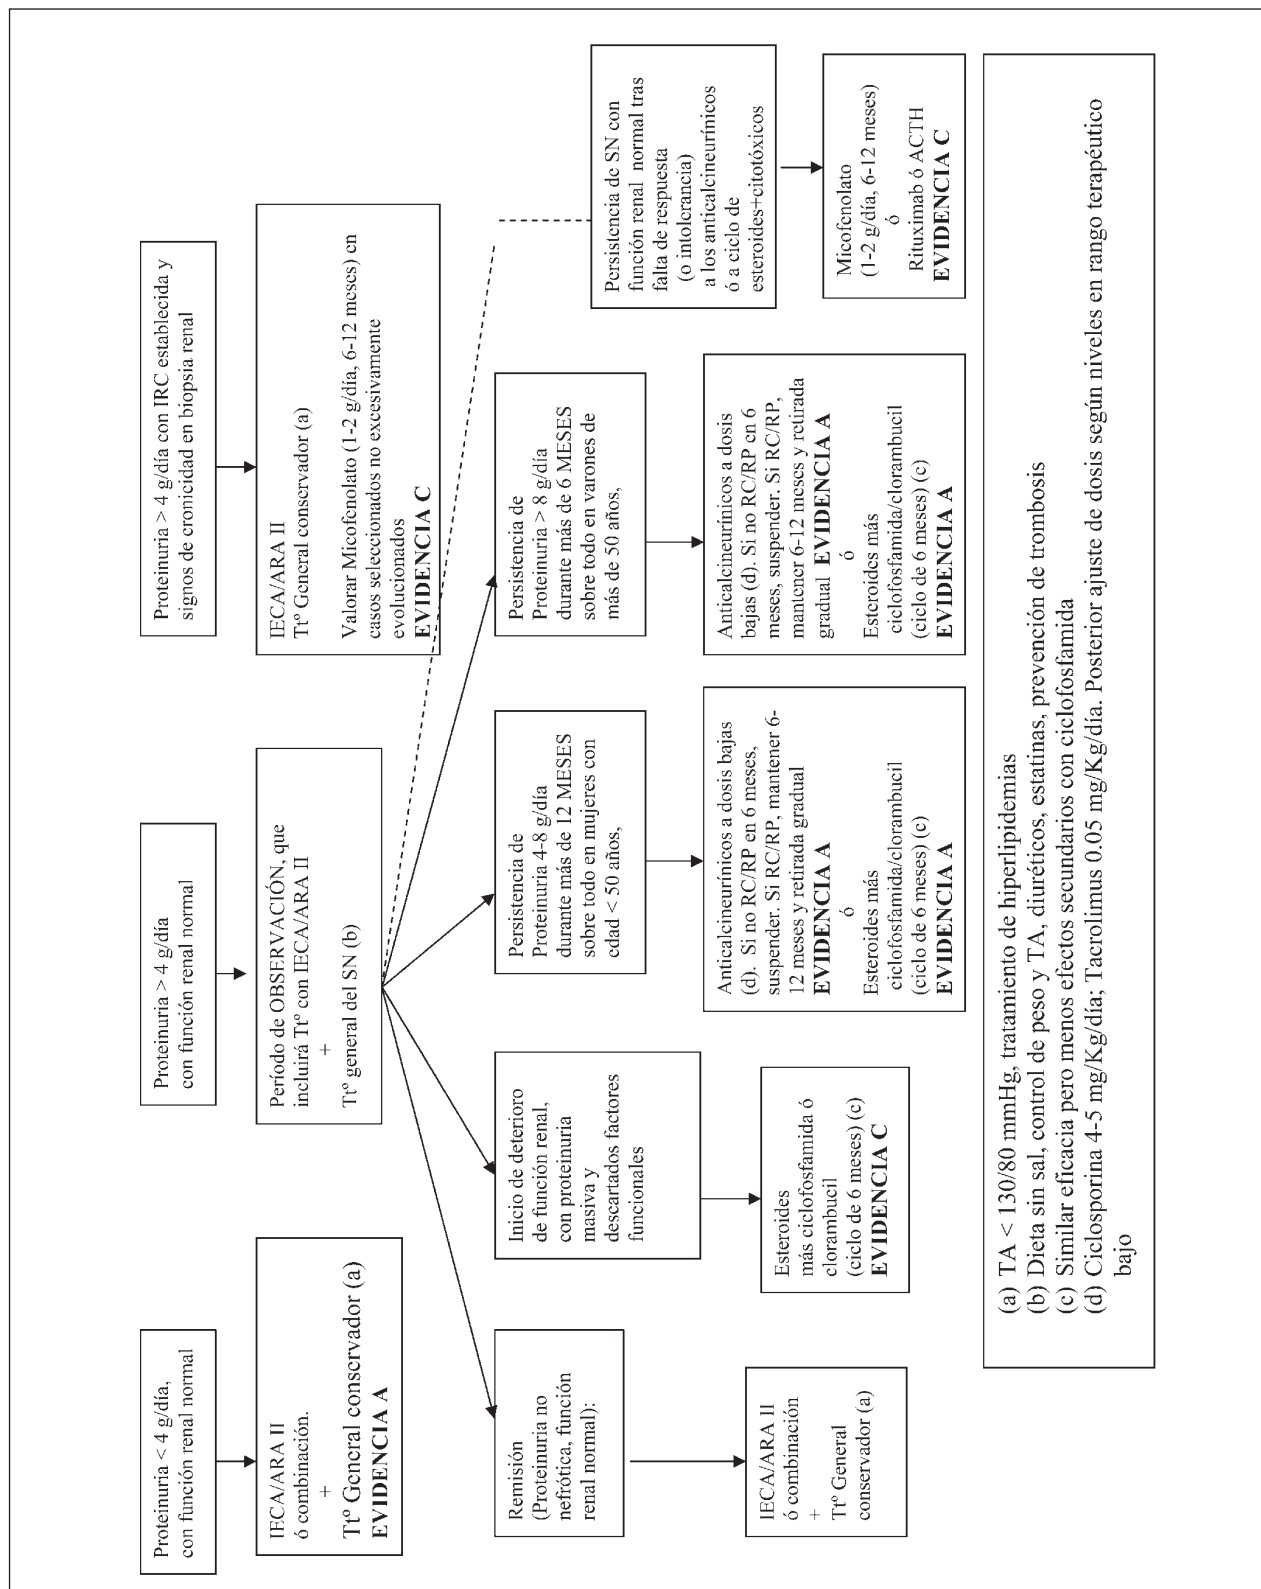 Proteinuria < 4 g/día,
con función renal normal
IECA/ARA II
ó combinación.
+
Ttº General conservador (a)
EVIDENCIA A
Proteinuria > 4 g/día
con función renal normal
Período de OBSERVACIÓN, que
incluirá Ttº con IECA/ARA II
+
Ttº general del SN (b)
Proteinuria > 4 g/día con IRC establecida y
signos de cronicidad en biopsia renal
IECA/ARA II
Ttº General conservador (a)
Valorar Micofenolato (1-2 g/día, 6-12 meses) en
casos seleccionados no excesivamente
evolucionados
EVIDENCIA C
Remisión
(Proteinuria no
nefrótica, función
renal normal):
IECA/ARA II
ó combinación
+
Ttº General
conservador (a)
Inicio de deterioro
de función renal,
con proteinuria
masiva y
descartados factores
funcionales
Esteroides
más ciclofosfamida ó
clorambucil
(ciclo de 6 meses) (c)
EVIDENCIA C
Persistencia de
Proteinuria 4-8 g/día
durante más de 12 MESES
sobre todo en mujeres con
edad < 50 años,
Anticalcineurínicos a dosis bajas
(d). Si no RC/RP en 6 meses,
suspender. Si RC/RP, mantener 6-
12 meses y retirada gradual
EVIDENCIA A
ó
Esteroides más
ciclofosfamida/clorambucil
(ciclo de 6 meses) (c)
EVIDENCIA A
Persistencia de
Proteinuria > 8 g/día
durante más de 6 MESES
sobre todo en varones de
más de 50 años,
Anticalcineurínicos a dosis
bajas (d). Si no RC/RP en 6
meses, suspender. Si RC/RP,
mantener 6-12 meses y retirada
gradual EVIDENCIA A
ó
Esteroides más
ciclofosfamida/clorambucil
(ciclo de 6 meses) (c)
EVIDENCIA A
Persistencia de SN con
función renal normal tras
falta de respuesta
(o intolerancia)
a los anticalcineurínicos
ó a ciclo de
esteroides+citotóxicos
Micofenolato
(1-2 g/día, 6-12 meses)
ó
Rituximab ó ACTH
EVIDENCIA C
(a) TA < 130/80 mmHg, tratamiento de hiperlipidemias
(b) Dieta sin sal, control de peso y TA, diuréticos, estatinas, prevención de trombosis
(c) Similar eficacia pero menos efectos secundarios con ciclofosfamida
(d) Ciclosporina 4-5 mg/Kg/día; Tacrolimus 0.05 mg/Kg/día. Posterior ajuste de dosis según niveles en rango terapéutico
bajo